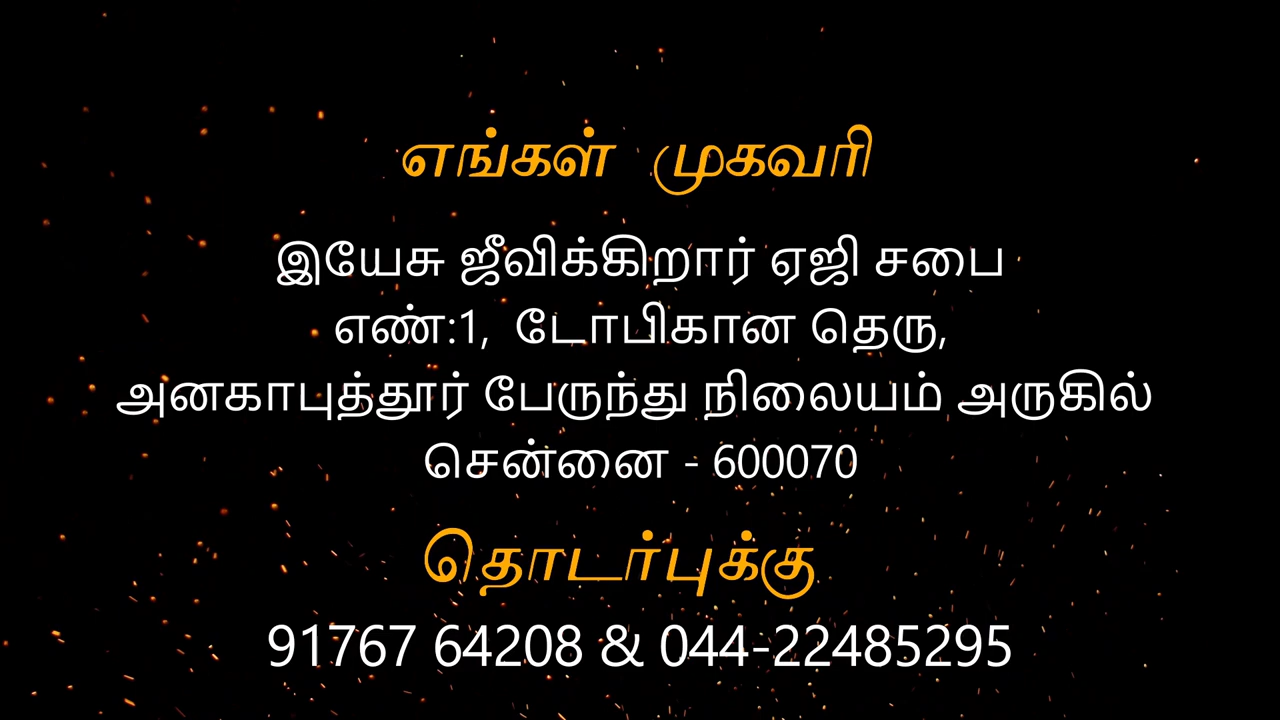 எங்கள் முகவரி
இயேசு ஜீவிக்கிறார் ஏஜி சபை
எண்:1, டோபிகான தெரு,
அனகாபுத்தூர் பேருந்து நிலையம் அருகில்
சென்னை - 600070
தொடர்புக்கு
91767 64208 & 044-22485295